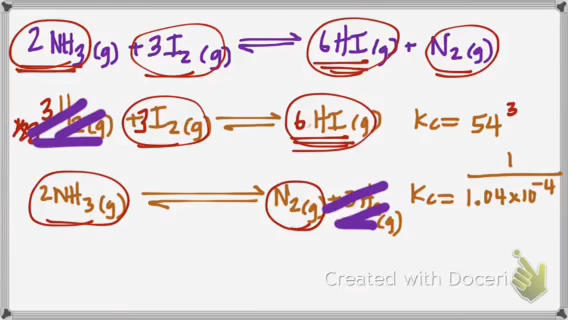 2NH₃(g) + 3I₂(g) ⇌ 6HI(g) + N₂(g)
3H₂(g) + 3I₂(g) ⇌ 6HI(g) Kc = 54³
2NH₃(g) ⇌ N₂(g) + 3H₂(g) Kc = 1/1.04×10⁻⁴
Created with Doceri